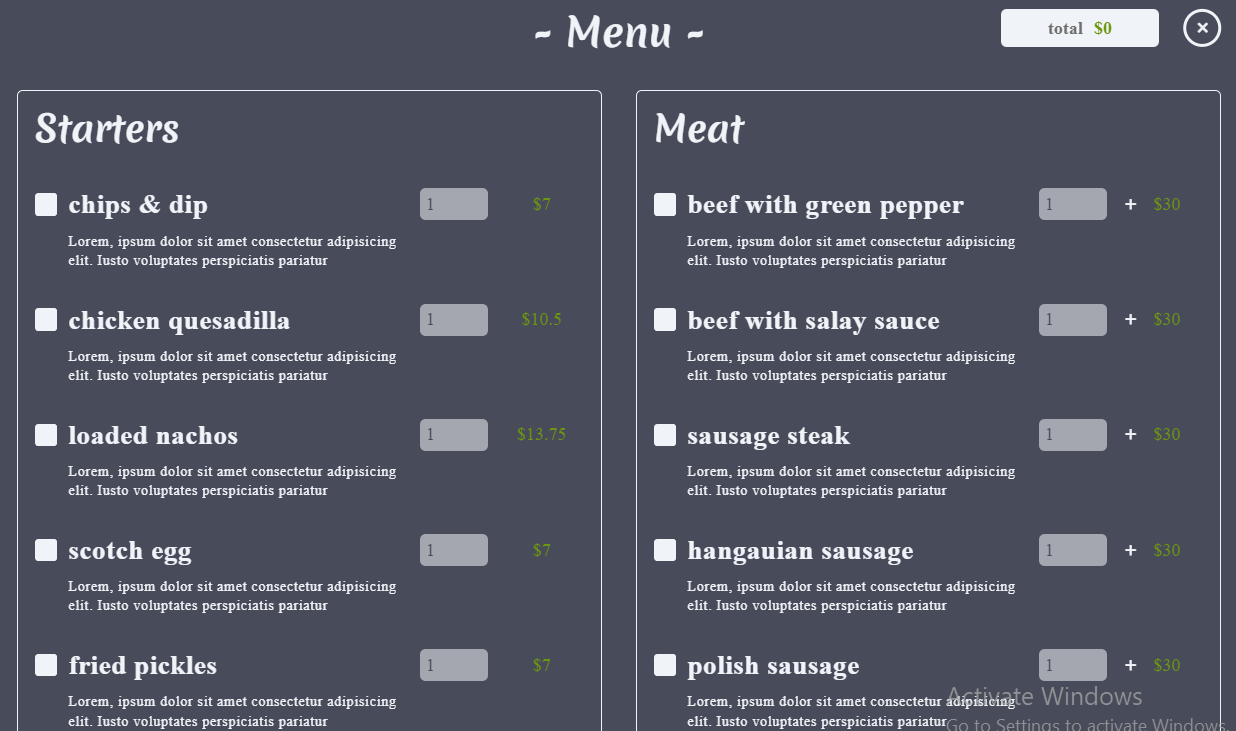 ~ Menu ~
total $0
Starters
chips & dip 1 $7
Lorem, ipsum dolor sit amet consectetur adipisicing
elit. Iusto voluptates perspiciatis pariatur
chicken quesadilla 1 $10.5
Lorem, ipsum dolor sit amet consectetur adipisicing
elit. Iusto voluptates perspiciatis pariatur
loaded nachos 1 $13.75
Lorem, ipsum dolor sit amet consectetur adipisicing
elit. Iusto voluptates perspiciatis pariatur
scotch egg 1 $7
Lorem, ipsum dolor sit amet consectetur adipisicing
elit. Iusto voluptates perspiciatis pariatur
fried pickles 1 $7
Lorem, ipsum dolor sit amet consectetur adipisicing
elit. Iusto voluptates perspiciatis pariatur
Meat
beef with green pepper 1 + $30
Lorem, ipsum dolor sit amet consectetur adipisicing
elit. Iusto voluptates perspiciatis pariatur
beef with salay sauce 1 + $30
Lorem, ipsum dolor sit amet consectetur adipisicing
elit. Iusto voluptates perspiciatis pariatur
sausage steak 1 + $30
Lorem, ipsum dolor sit amet consectetur adipisicing
elit. Iusto voluptates perspiciatis pariatur
hangauian sausage 1 + $30
Lorem, ipsum dolor sit amet consectetur adipisicing
elit. Iusto voluptates perspiciatis pariatur
polish sausage 1 + $30
Lorem, ipsum dolor sit amet consectetur adipisicing
elit. Iusto voluptates perspiciatis pariatur
Activate Windows
Go to Settings to activate Windows.